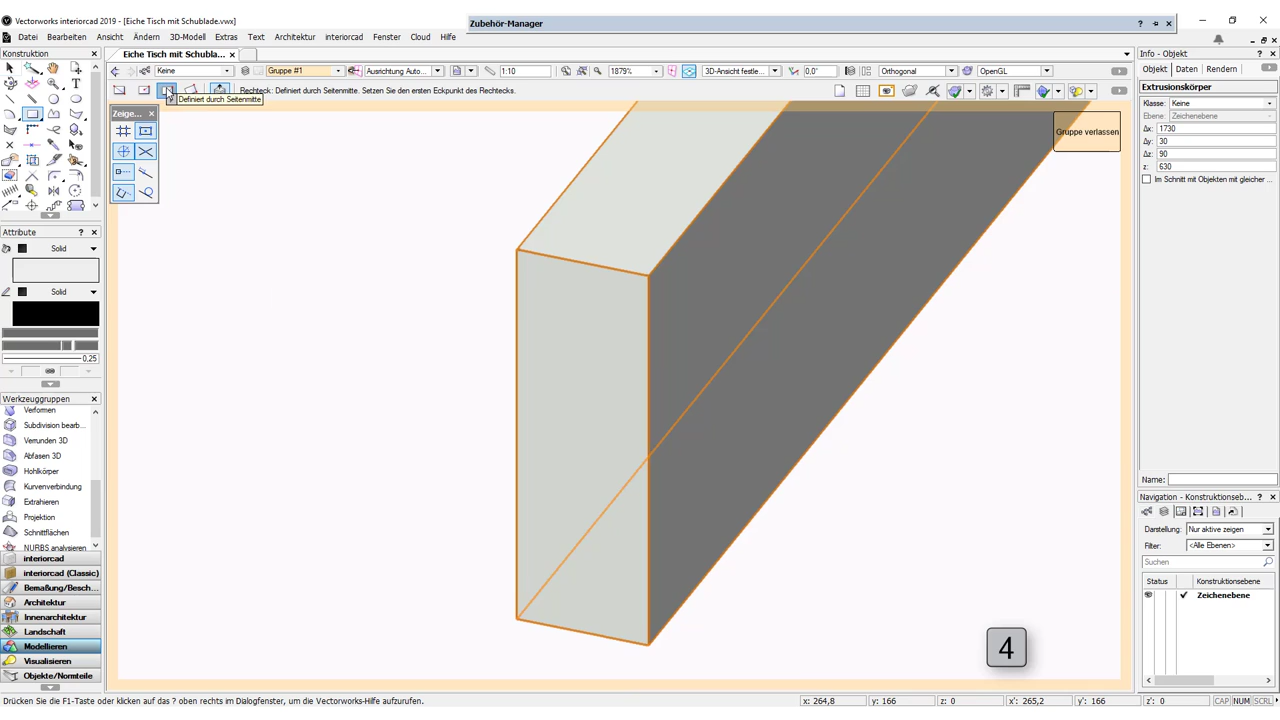 Vectorworks interiorcad 2019 - [Eiche Tisch mit Schublade.vwx]
Zubehör-Manager
Datei Bearbeiten Ansicht Ändern 3D-Modell Extras Text Architektur interiorcad Fenster Cloud Hilfe
Konstruktion
Eiche Tisch mit Schubla...
Info - Objekt
Keine
Gruppe #1
Ausrichtung Auto...
1:10
1879%
3D-Ansicht festle...
0,0°
Orthogonal
OpenGL
Objekt Daten Rendern
Rechteck: Definiert durch Seitenmitte. Setzen Sie den ersten Eckpunkt des Rechtecks.
Definiert durch Seitenmitte
Extrusionskörper
Klasse: Keine
Ebene: Zeichenebene
Δx: 1730
Δy: 30
Δz: 90
z: 630
Im Schnitt mit Objekten mit gleicher ...
Zeige...
Gruppe verlassen
Attribute
Solid
Solid
0,25
Werkzeuggruppen
Verformen
Subdivision bearb...
Verrunden 3D
Abfasen 3D
Hohlkörper
Kurvenverbindung
Extrahieren
Projektion
Schnittflächen
NURBS analysieren
interiorcad
interiorcad (Classic)
Bemaßung/Besch...
Architektur
Innenarchitektur
Landschaft
Modellieren
Visualisieren
Objekte/Normteile
Name:
Navigation - Konstruktionseb...
Darstellung: Nur aktive zeigen
Filter: <Alle Ebenen>
Suchen
Status Konstruktionsebene
Zeichenebene
4
Drücken Sie die F1-Taste oder klicken auf das ? oben rechts im Dialogfenster, um die Vectorworks-Hilfe aufzurufen.
x: 264,8 y: 166 z: 0 x': 265,2 y': 166 z': 0 CAP NUM SCRL